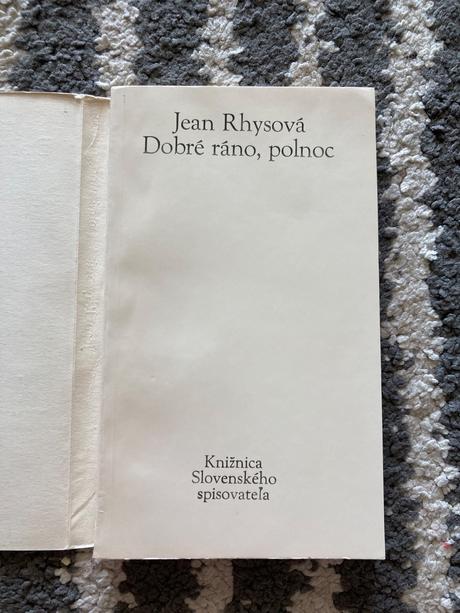 Jean Rhysová
Dobré ráno, polnoc
Knižnica
Slovenského
spisovateľa